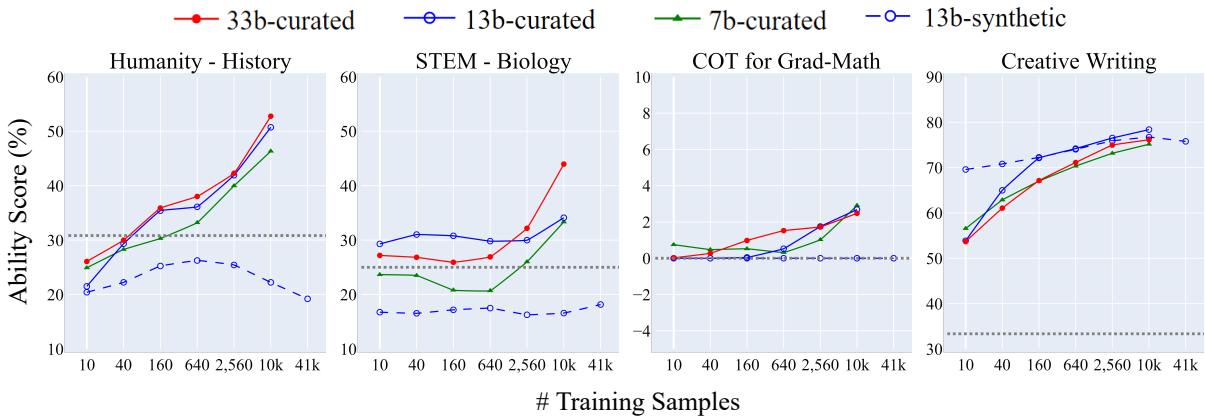 33b-curated 13b-curated 7b-curated 13b-synthetic
Humanity - History STEM - Biology COT for Grad-Math Creative Writing
Ability Score (%)
60 60 10 90
50 50 8 80
40 40 6 70
30 30 4 60
20 20 2 50
10 10 0 40
−2 30
−4
10 40 160 640 2,560 10k 41k 10 40 160 640 2,560 10k 41k 10 40 160 640 2,560 10k 41k 10 40 160 640 2,560 10k 41k
# Training Samples